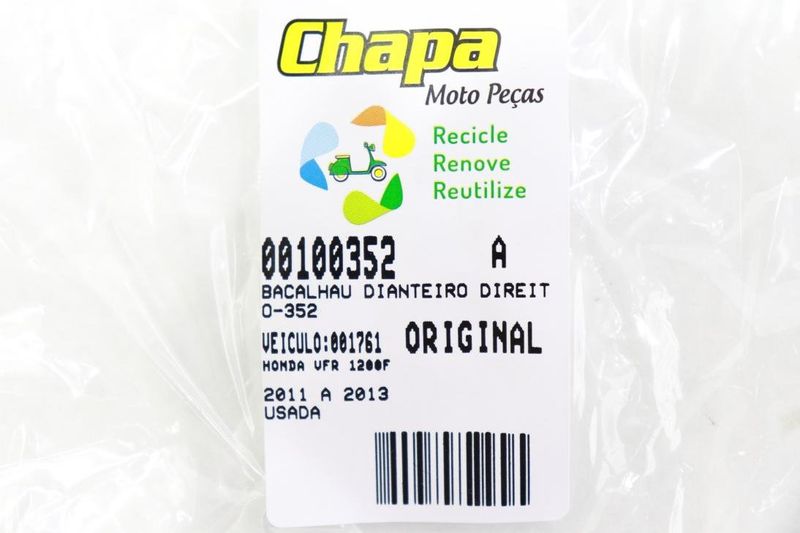 Chapa
Moto Peças
Recicle
Renove
Reutilize
00100352 A
BACALHAU DIANTEIRO DIREIT
O-352
VEICULO:001761 ORIGINAL
HONDA VFR 1200F
2011 A 2013
USADA